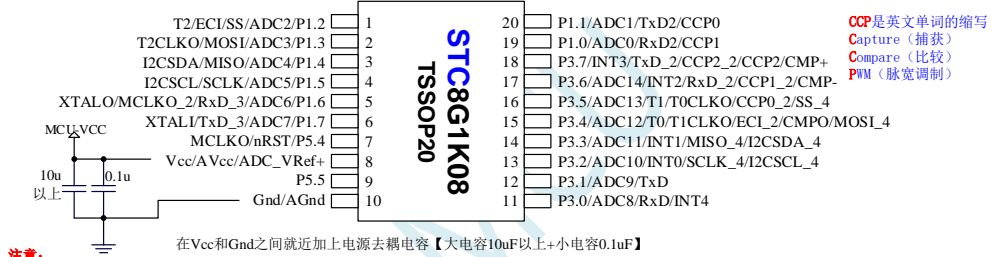 T2/ECI/SS/ADC2/P1.2 1 20 P1.1/ADC1/TxD2/CCP0
T2CLKO/MOSI/ADC3/P1.3 2 19 P1.0/ADC0/RxD2/CCP1
I2CSDA/MISO/ADC4/P1.4 3 18 P3.7/INT3/TxD_2/CCP2_2/CCP2/CMP+
I2CSCL/SCLK/ADC5/P1.5 4 17 P3.6/ADC14/INT2/RxD_2/CCP1_2/CMP-
XTALO/MCLKO_2/RxD_3/ADC6/P1.6 5 16 P3.5/ADC13/T1/T0CLKO/CCP0_2/SS_4
XTALI/TxD_3/ADC7/P1.7 6 15 P3.4/ADC12/T0/T1CLKO/ECI_2/CMPO/MOSI_4
MCLKO/nRST/P5.4 7 14 P3.3/ADC11/INT1/MISO_4/I2CSDA_4
Vcc/AVcc/ADC_VRef+ 8 13 P3.2/ADC10/INT0/SCLK_4/I2CSCL_4
P5.5 9 12 P3.1/ADC9/TxD
Gnd/AGnd 10 11 P3.0/ADC8/RxD/INT4
STC8G1K08
TSSOP20
CCP是英文单词的缩写
Capture（捕获）
Compare（比较）
PWM（脉宽调制）
MCU-VCC
10u
以上
0.1u
在Vcc和Gnd之间就近加上电源去耦电容【大电容10uF以上+小电容0.1uF】
注意: